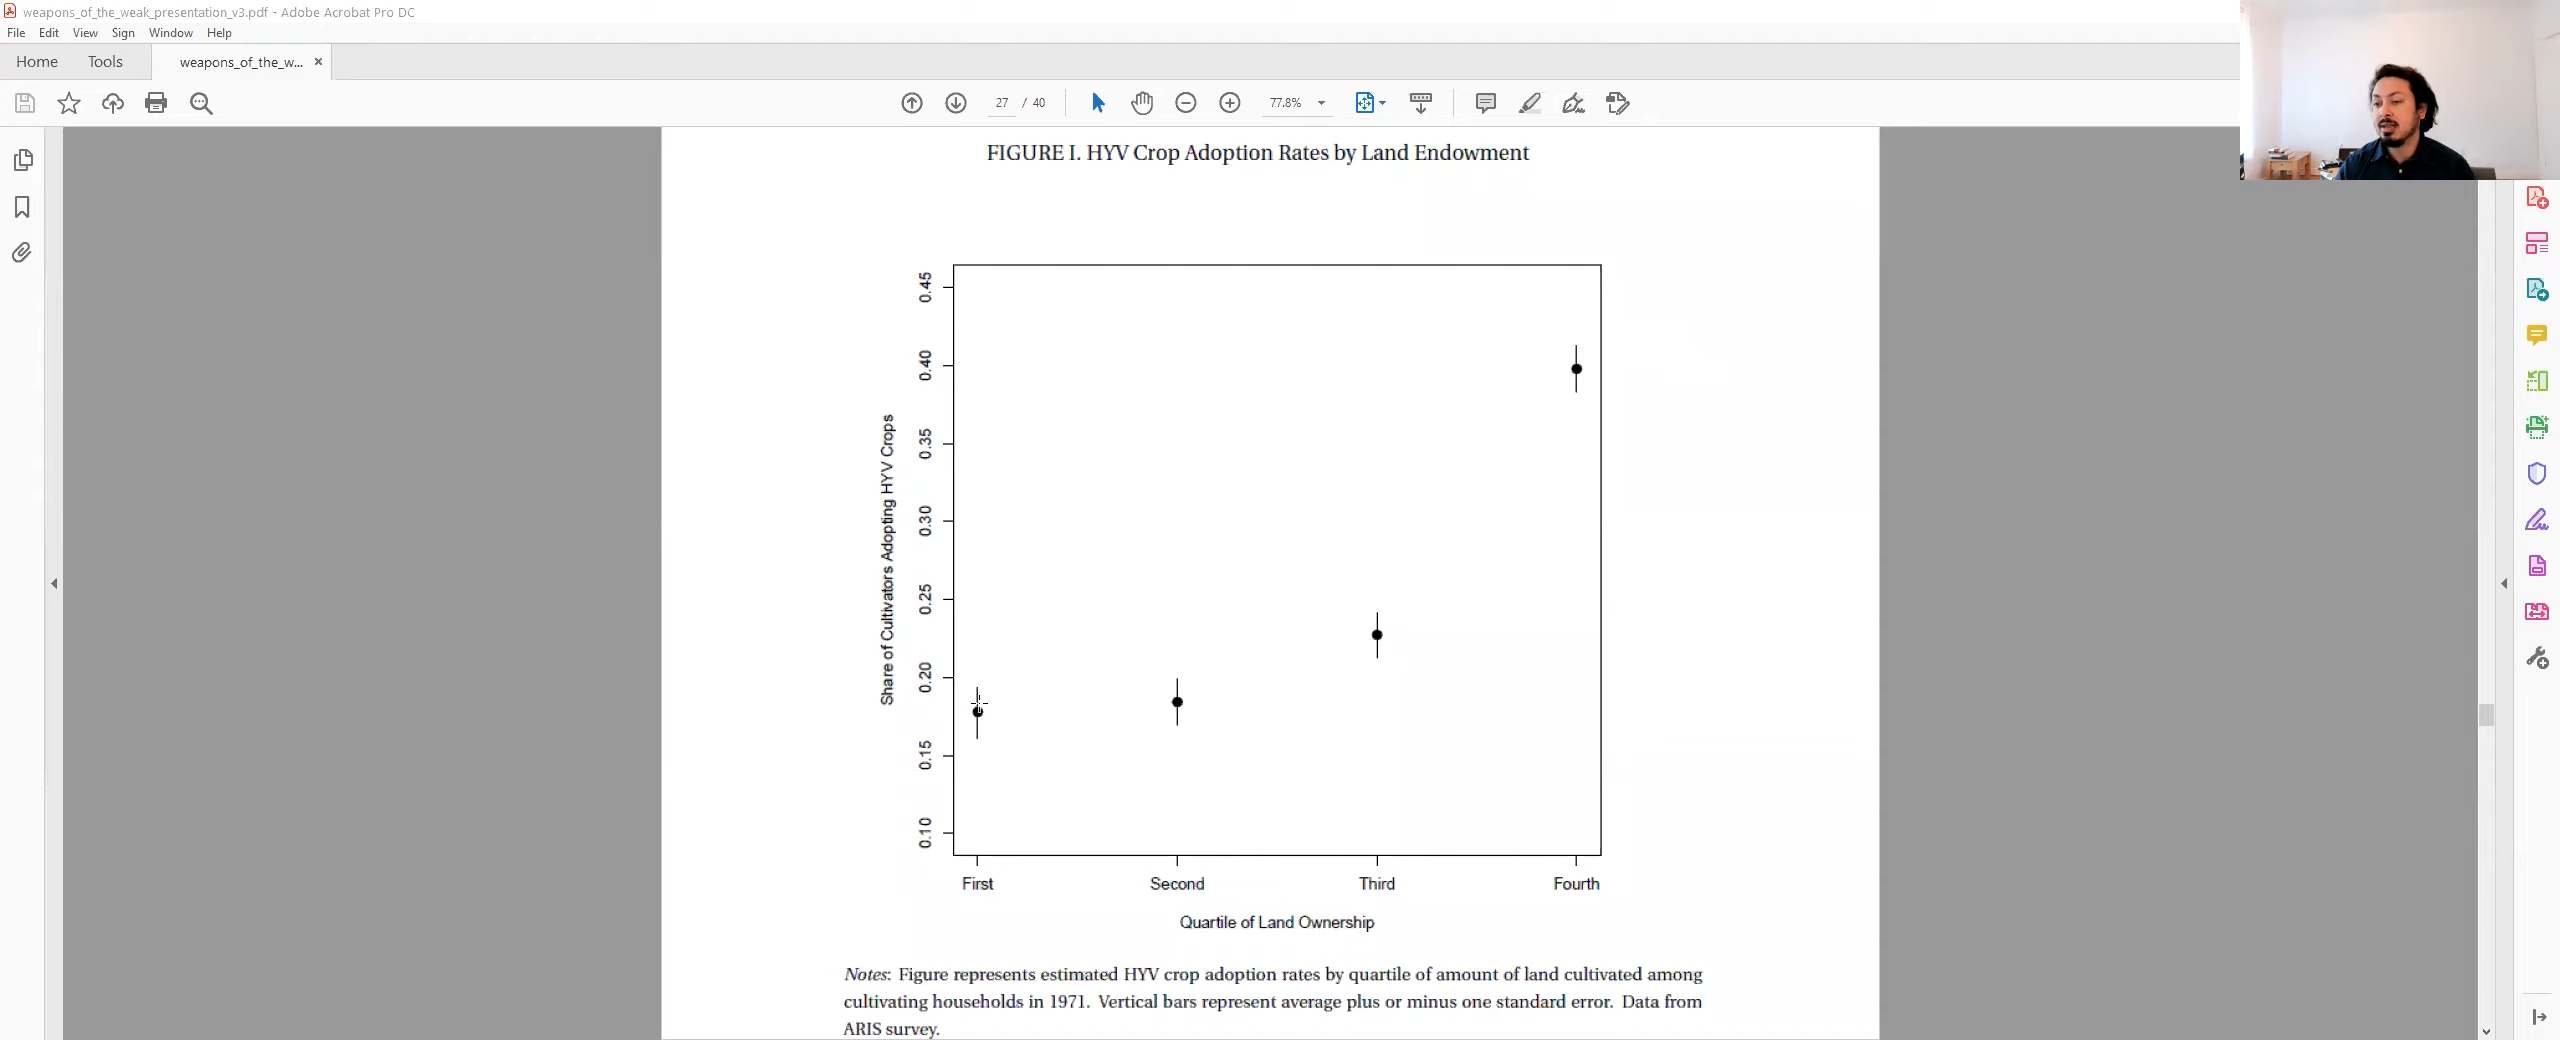 weapons_of_the_weak_presentation_v3.pdf - Adobe Acrobat Pro DC
File Edit View Sign Window Help
Home Tools weapons_of_the_w... ×
27 / 40 77.8%
FIGURE I. HYV Crop Adoption Rates by Land Endowment
Share of Cultivators Adopting HYV Crops
0.45
0.40
0.35
0.30
0.25
0.20
0.15
0.10
First Second Third Fourth
Quartile of Land Ownership
Notes: Figure represents estimated HYV crop adoption rates by quartile of amount of land cultivated among
cultivating households in 1971. Vertical bars represent average plus or minus one standard error. Data from
ARIS survey.